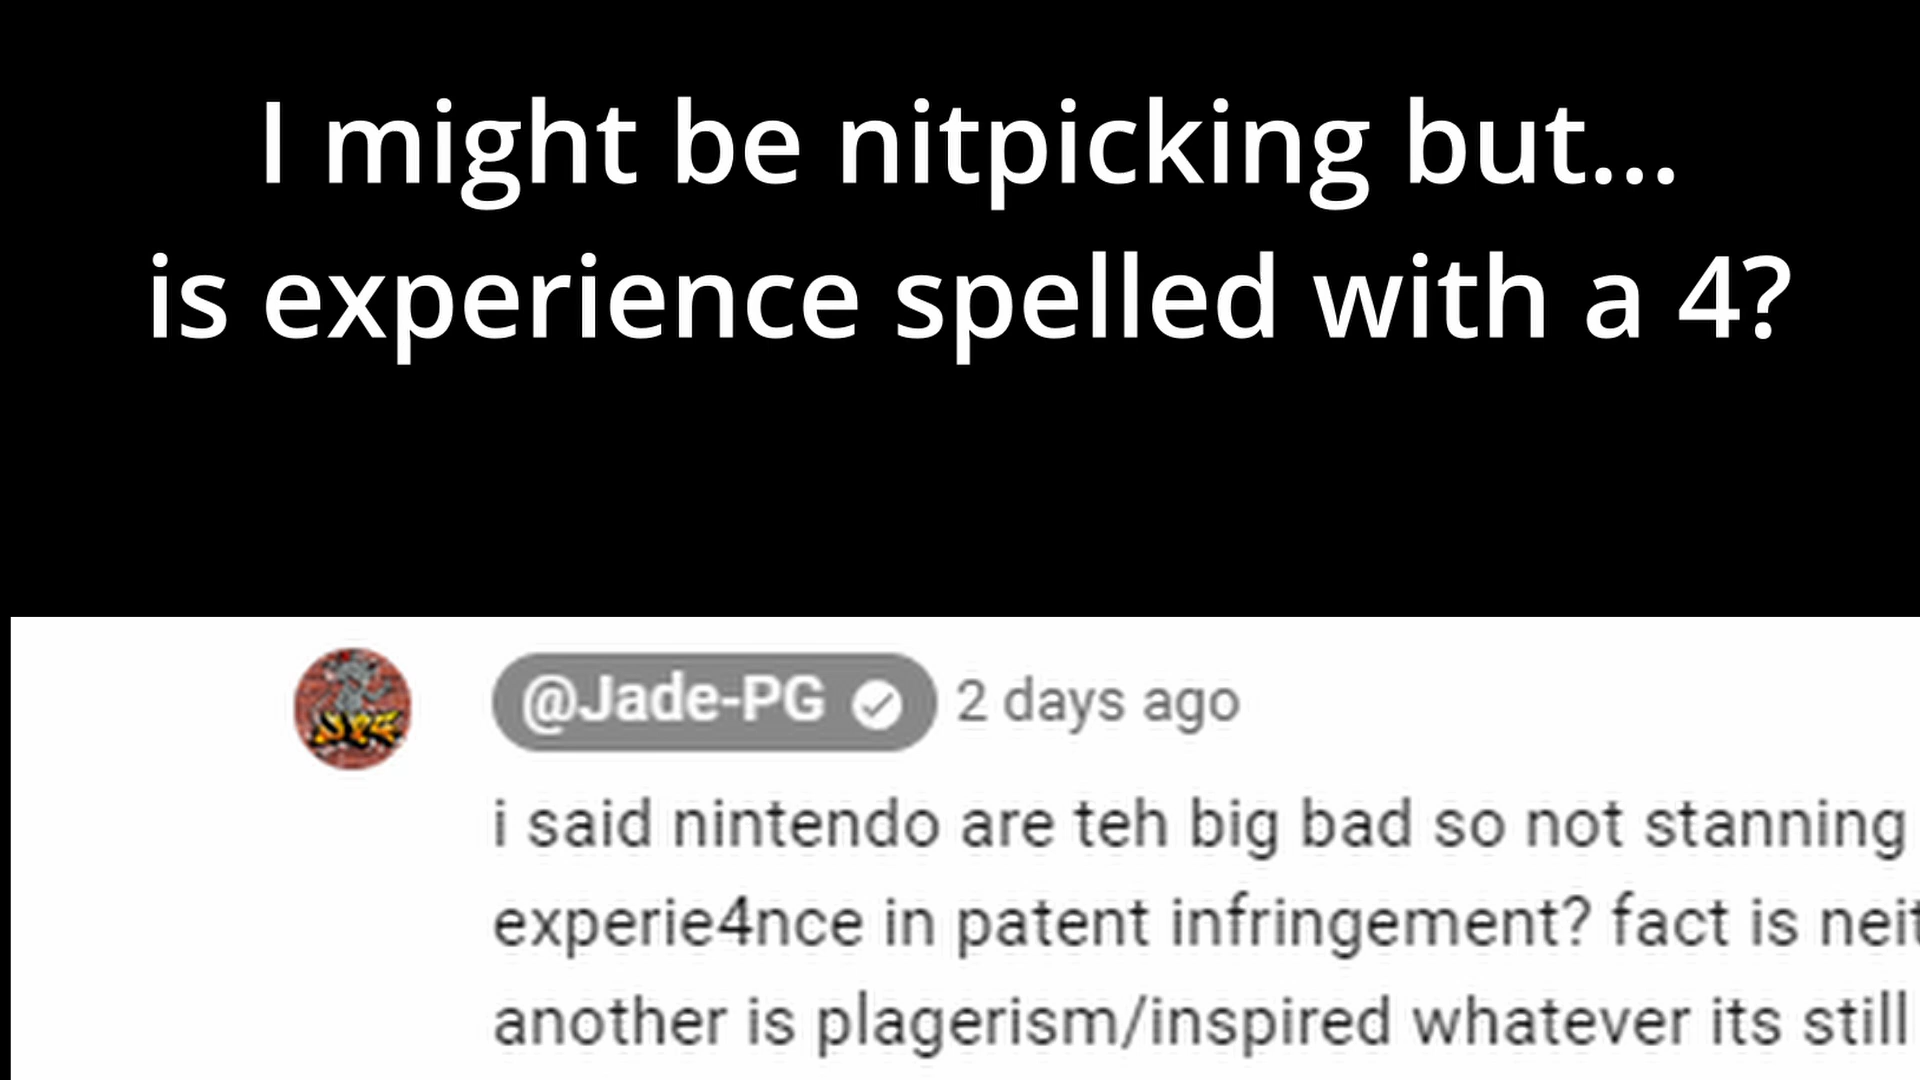 I might be nitpicking but...
is experience spelled with a 4?
@Jade-PG 2 days ago
i said nintendo are teh big bad so not stanning
experie4nce in patent infringement? fact is
another is plagerism/inspired whatever its still